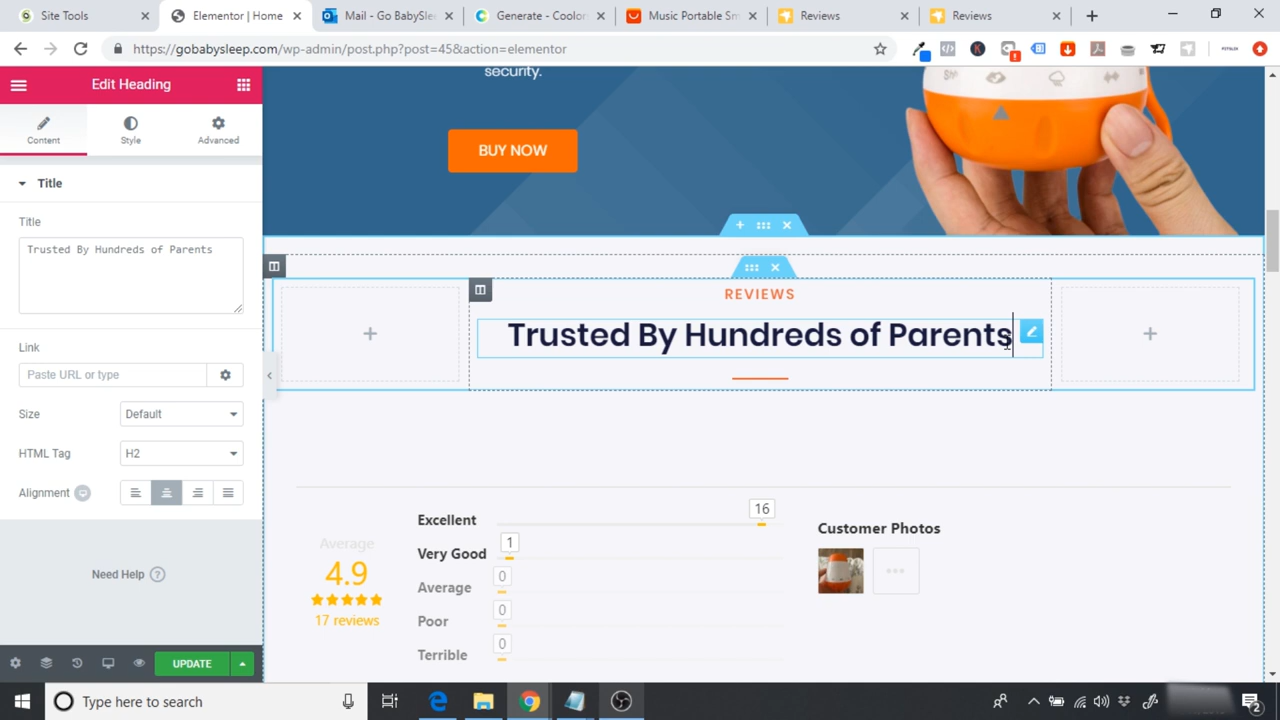 Site Tools
Elementor | Home
Mail - Go BabySle
Generate - Coolor
Music Portable Sm
Reviews
Reviews
https://gobabysleep.com/wp-admin/post.php?post=45&action=elementor
Edit Heading
Content
Style
Advanced
Title
Title
Trusted By Hundreds of Parents
Link
Paste URL or type
Size
Default
HTML Tag
H2
Alignment
Need Help
UPDATE
security.
BUY NOW
REVIEWS
Trusted By Hundreds of Parents
Average
4.9
17 reviews
Excellent
16
Very Good
1
Average
0
Poor
0
Terrible
0
Customer Photos
Type here to search
2